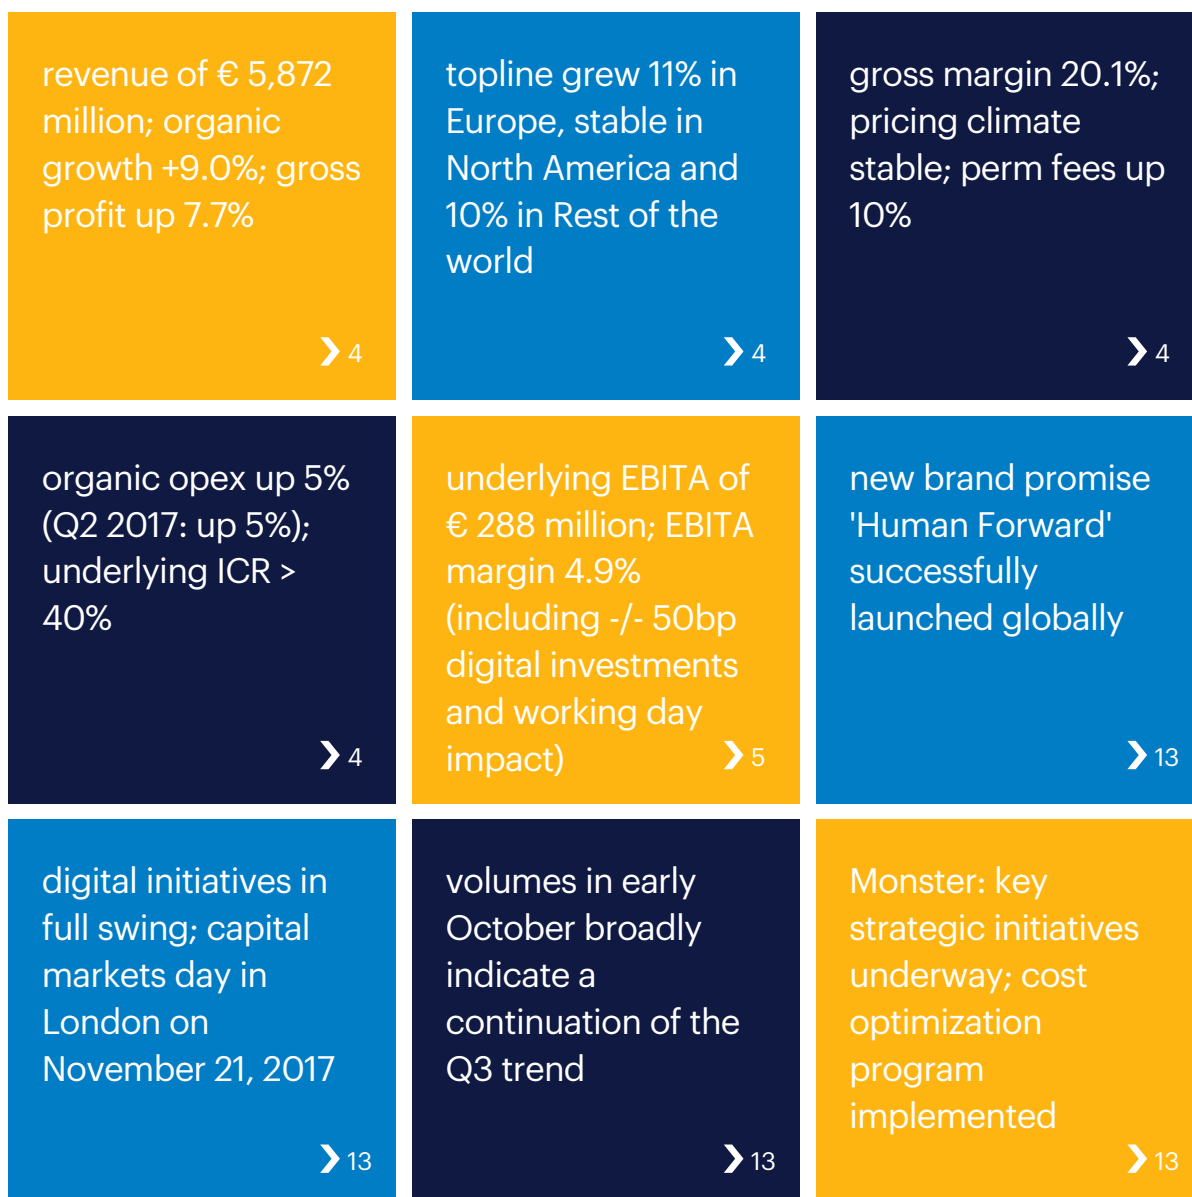 revenue of € 5,872
million; organic
growth +9.0%; gross
profit up 7.7%
4
topline grew 11% in
Europe, stable in
North America and
10% in Rest of the
world
4
gross margin 20.1%;
pricing climate
stable; perm fees up
10%
4
organic opex up 5%
(Q2 2017: up 5%);
underlying ICR >
40%
4
underlying EBITA of
€ 288 million; EBITA
margin 4.9%
(including -/- 50bp
digital investments
and working day
impact)
5
new brand promise
'Human Forward'
successfully
launched globally
13
digital initiatives in
full swing; capital
markets day in
London on
November 21, 2017
13
volumes in early
October broadly
indicate a
continuation of the
Q3 trend
13
Monster: key
strategic initiatives
underway; cost
optimization
program
implemented
13